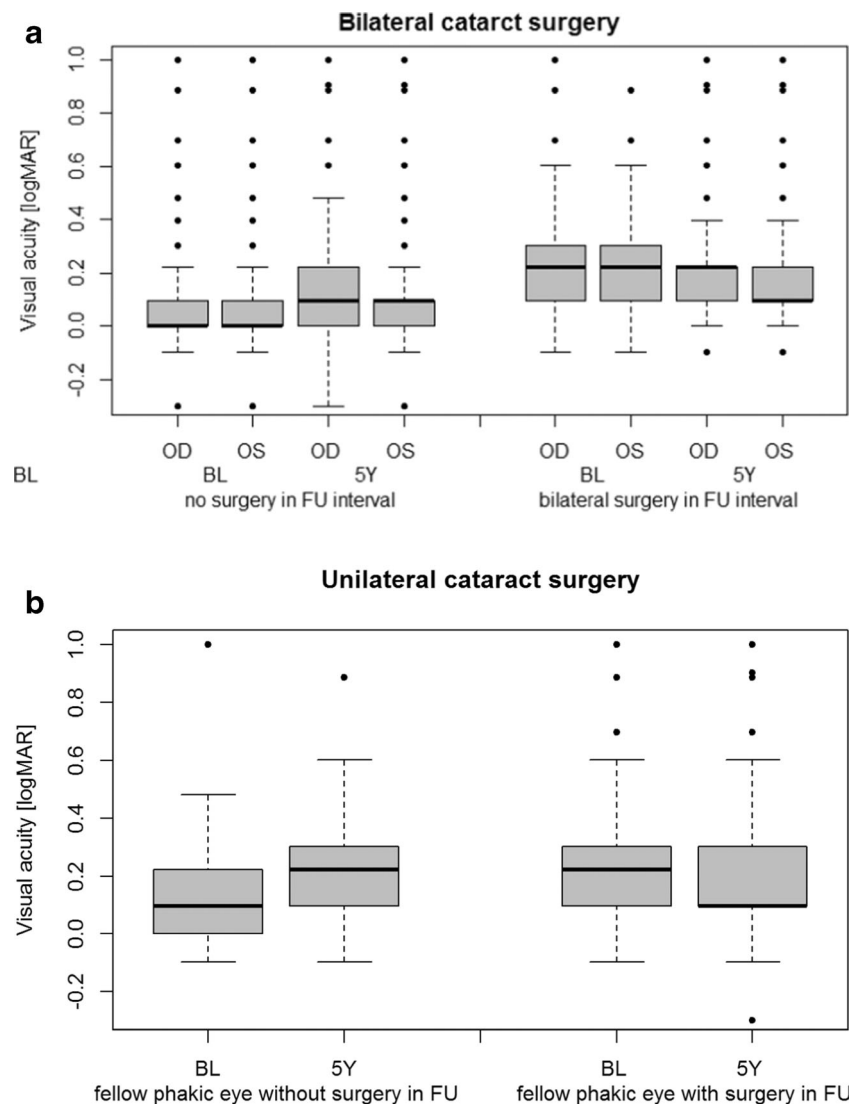 a
Bilateral catarct surgery
Visual acuity [logMAR]
1.0
0.8
0.6
0.4
0.2
0.0
-0.2
OD OS OD OS OD OS OD OS
BL BL 5Y BL 5Y
no surgery in FU interval bilateral surgery in FU interval
b
Unilateral cataract surgery
Visual acuity [logMAR]
1.0
0.8
0.6
0.4
0.2
0.0
-0.2
BL 5Y BL 5Y
fellow phakic eye without surgery in FU fellow phakic eye with surgery in FU